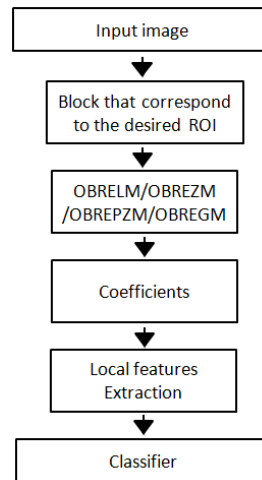 Input image
Block that correspond
to the desired ROI
OBRELM/OBREZM
/OBREPZM/OBREGM
Coefficients
Local features
Extraction
Classifier